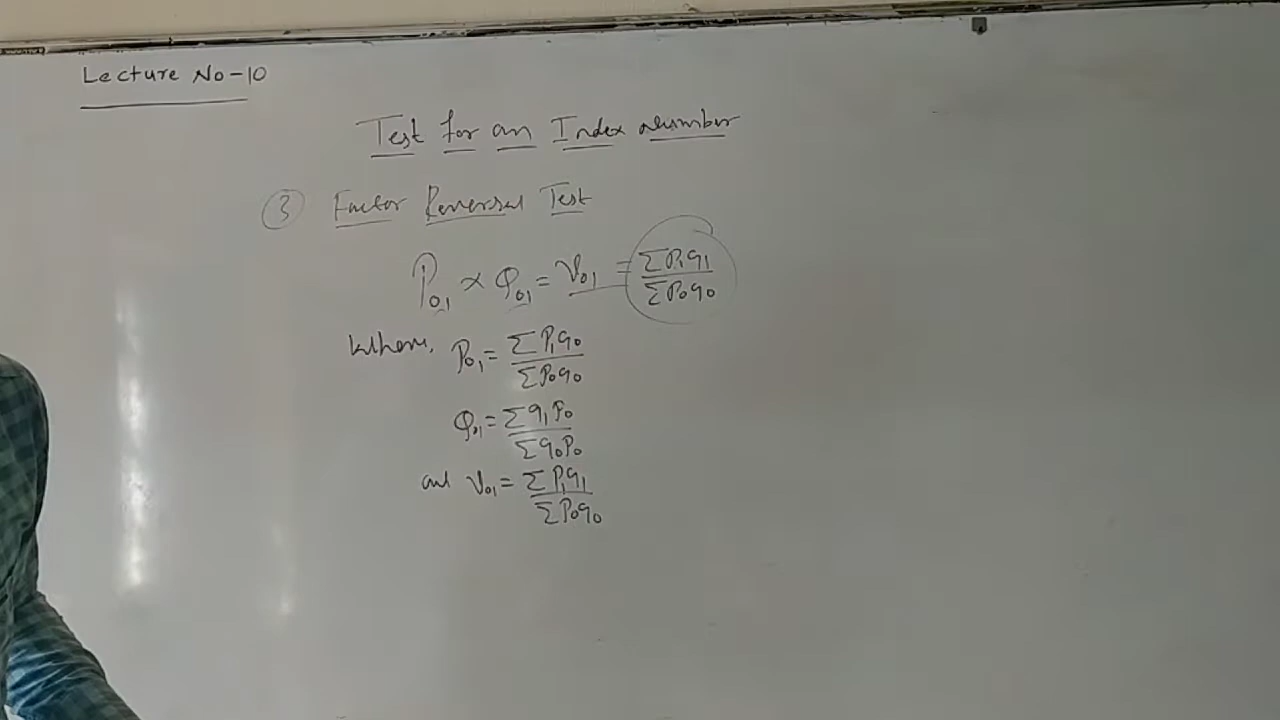 Lecture No-10
Test for an Index Number
③ Factor Reversal Test
P₀₁ × Q₀₁ = V₀₁ = ΣP₁q₁ / ΣP₀q₀
Where, P₀₁ = ΣP₁q₀ / ΣP₀q₀
Q₀₁ = Σq₁P₀ / Σq₀P₀
and V₀₁ = ΣP₁q₁ / ΣP₀q₀